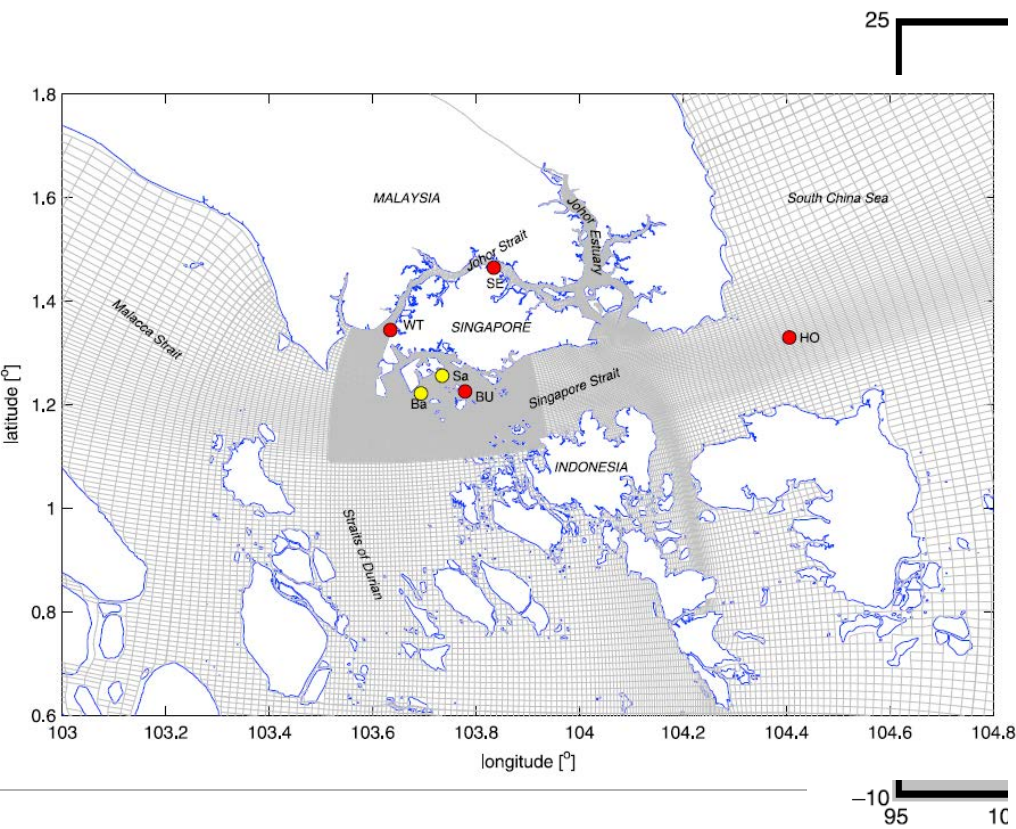 25
1.8
1.6
1.4
1.2
1
0.8
0.6
latitude [o]
MALAYSIA
South China Sea
Johor Estuary
Johor Strait
SE
Malacca Strait
WT
SINGAPORE
HO
Sa
Ba
BU
Singapore Strait
INDONESIA
Straits of Durian
103
103.2
103.4
103.6
103.8
104
104.2
104.4
104.6
104.8
longitude [o]
−10
95
10